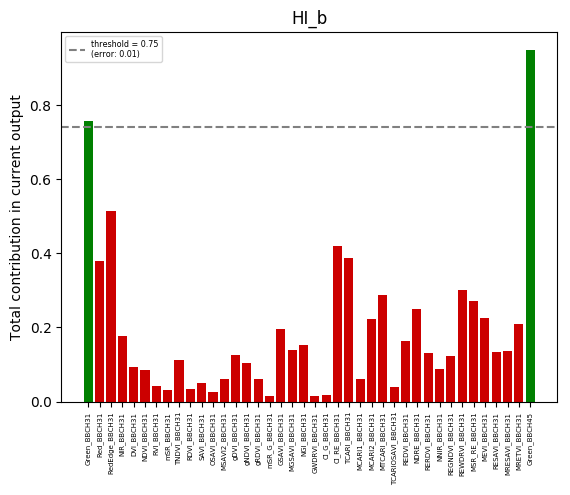 HI_b
threshold = 0.75
(error: 0.01)
Total contribution in current output
0.8
0.6
0.4
0.2
0.0
Green_BBCH31
Red_BBCH31
RedEdge_BBCH31
NIR_BBCH31
DVI_BBCH31
NDVI_BBCH31
RVI_BBCH31
mSR_BBCH31
TNDVI_BBCH31
RDVI_BBCH31
SAVI_BBCH31
OSAVI_BBCH31
MSAVI2_BBCH31
gDVI_BBCH31
gNDVI_BBCH31
gRDVI_BBCH31
mSR_G_BBCH31
GSAVI_BBCH31
MGSAVI_BBCH31
NGI_BBCH31
GWDRVI_BBCH31
CI_G_BBCH31
CI_RE_BBCH31
TCARI_BBCH31
MCARI1_BBCH31
MCARI2_BBCH31
MTCARI_BBCH31
TCARIOSAVI_BBCH31
REDVI_BBCH31
NDRE_BBCH31
RERDVI_BBCH31
NNIR_BBCH31
REGNDVI_BBCH31
REWDRVI_BBCH31
MSR_RE_BBCH31
MEVI_BBCH31
RESAVI_BBCH31
MRESAVI_BBCH31
MRETVI_BBCH31
Green_BBCH45